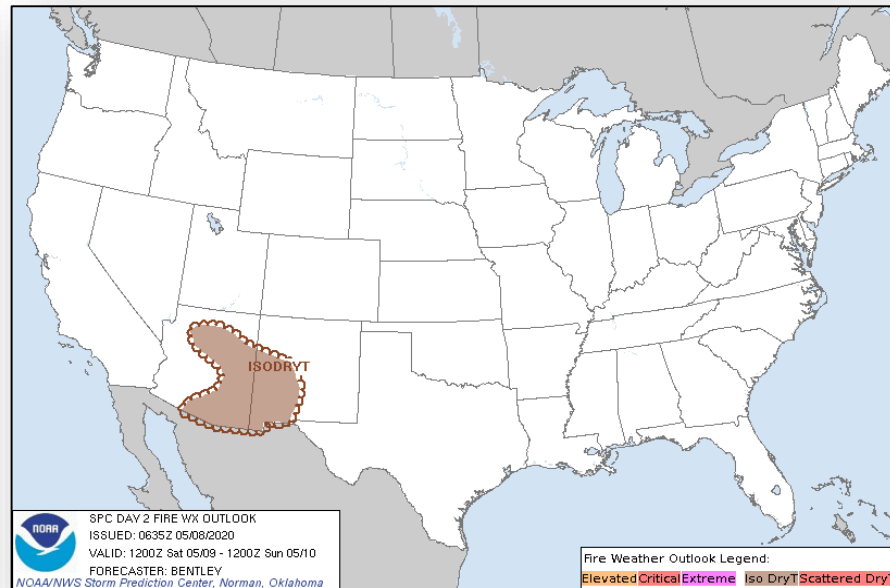 ISODRYT
NOAA
SPC DAY 2 FIRE WX OUTLOOK
ISSUED: 0635Z 05/08/2020
VALID: 1200Z Sat 05/09 - 1200Z Sun 05/10
FORECASTER: BENTLEY
NOAA/NWS Storm Prediction Center, Norman, Oklahoma
Fire Weather Outlook Legend:
Elevated Critical Extreme Iso DryT Scattered Dry